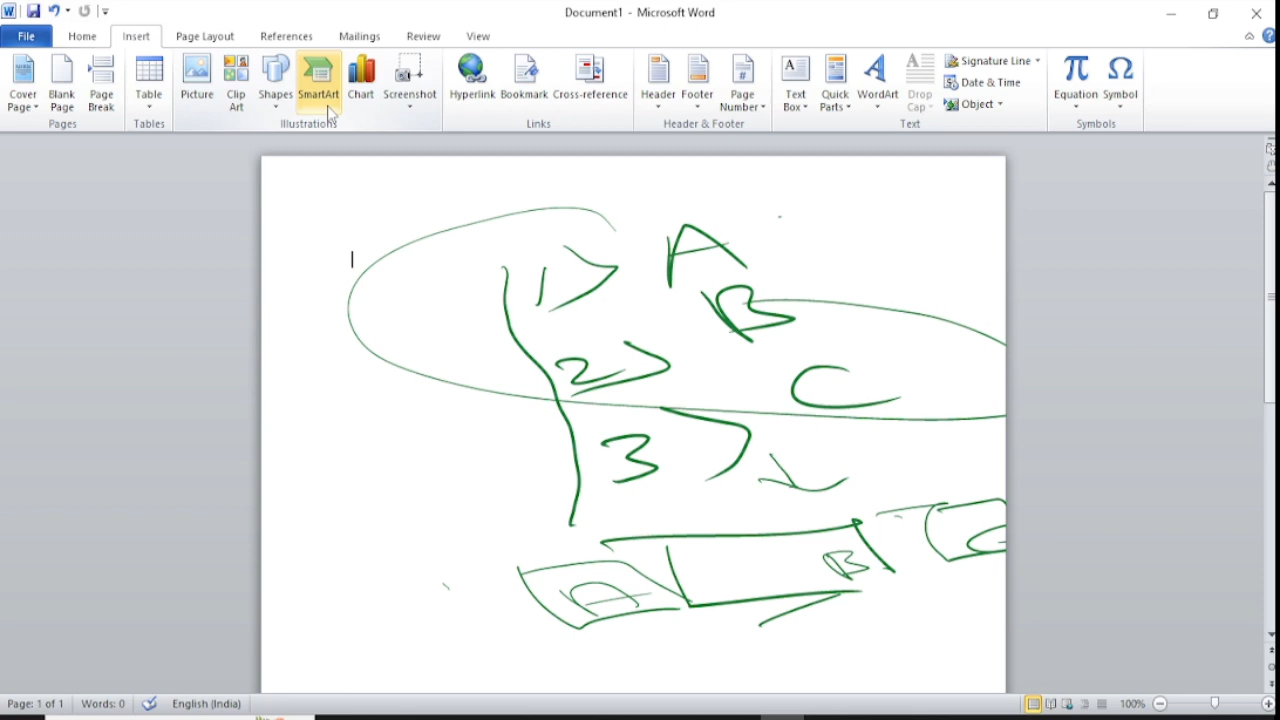 Document1 - Microsoft Word
File Home Insert Page Layout References Mailings Review View
Cover Page Blank Page Page Break Table Picture Clip Art Shapes SmartArt Chart Screenshot Hyperlink Bookmark Cross-reference Header Footer Page Number Text Box Quick Parts WordArt Drop Cap Signature Line Date & Time Object Equation Symbol
Pages Tables Illustrations Links Header & Footer Text Symbols
1) A
B
2) C
3)
A B C
Page: 1 of 1 Words: 0 English (India) 100%